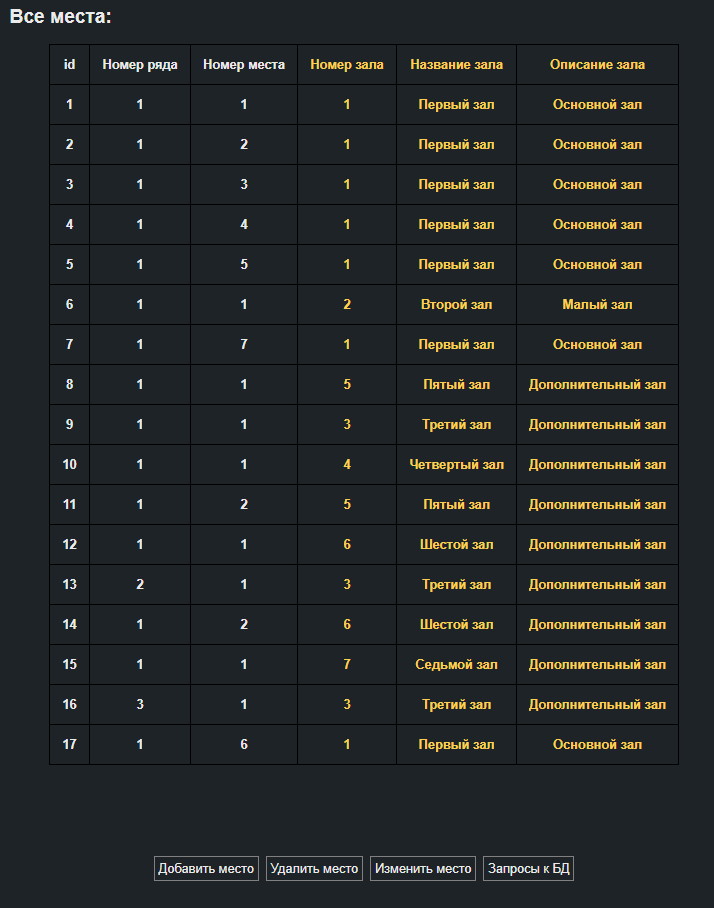 Все места:
id Номер ряда Номер места Номер зала Название зала Описание зала
1 1 1 1 Первый зал Основной зал
2 1 2 1 Первый зал Основной зал
3 1 3 1 Первый зал Основной зал
4 1 4 1 Первый зал Основной зал
5 1 5 1 Первый зал Основной зал
6 1 1 2 Второй зал Малый зал
7 1 7 1 Первый зал Основной зал
8 1 1 5 Пятый зал Дополнительный зал
9 1 1 3 Третий зал Дополнительный зал
10 1 1 4 Четвертый зал Дополнительный зал
11 1 2 5 Пятый зал Дополнительный зал
12 1 1 6 Шестой зал Дополнительный зал
13 2 1 3 Третий зал Дополнительный зал
14 1 2 6 Шестой зал Дополнительный зал
15 1 1 7 Седьмой зал Дополнительный зал
16 3 1 3 Третий зал Дополнительный зал
17 1 6 1 Первый зал Основной зал
Добавить место Удалить место Изменить место Запросы к БД